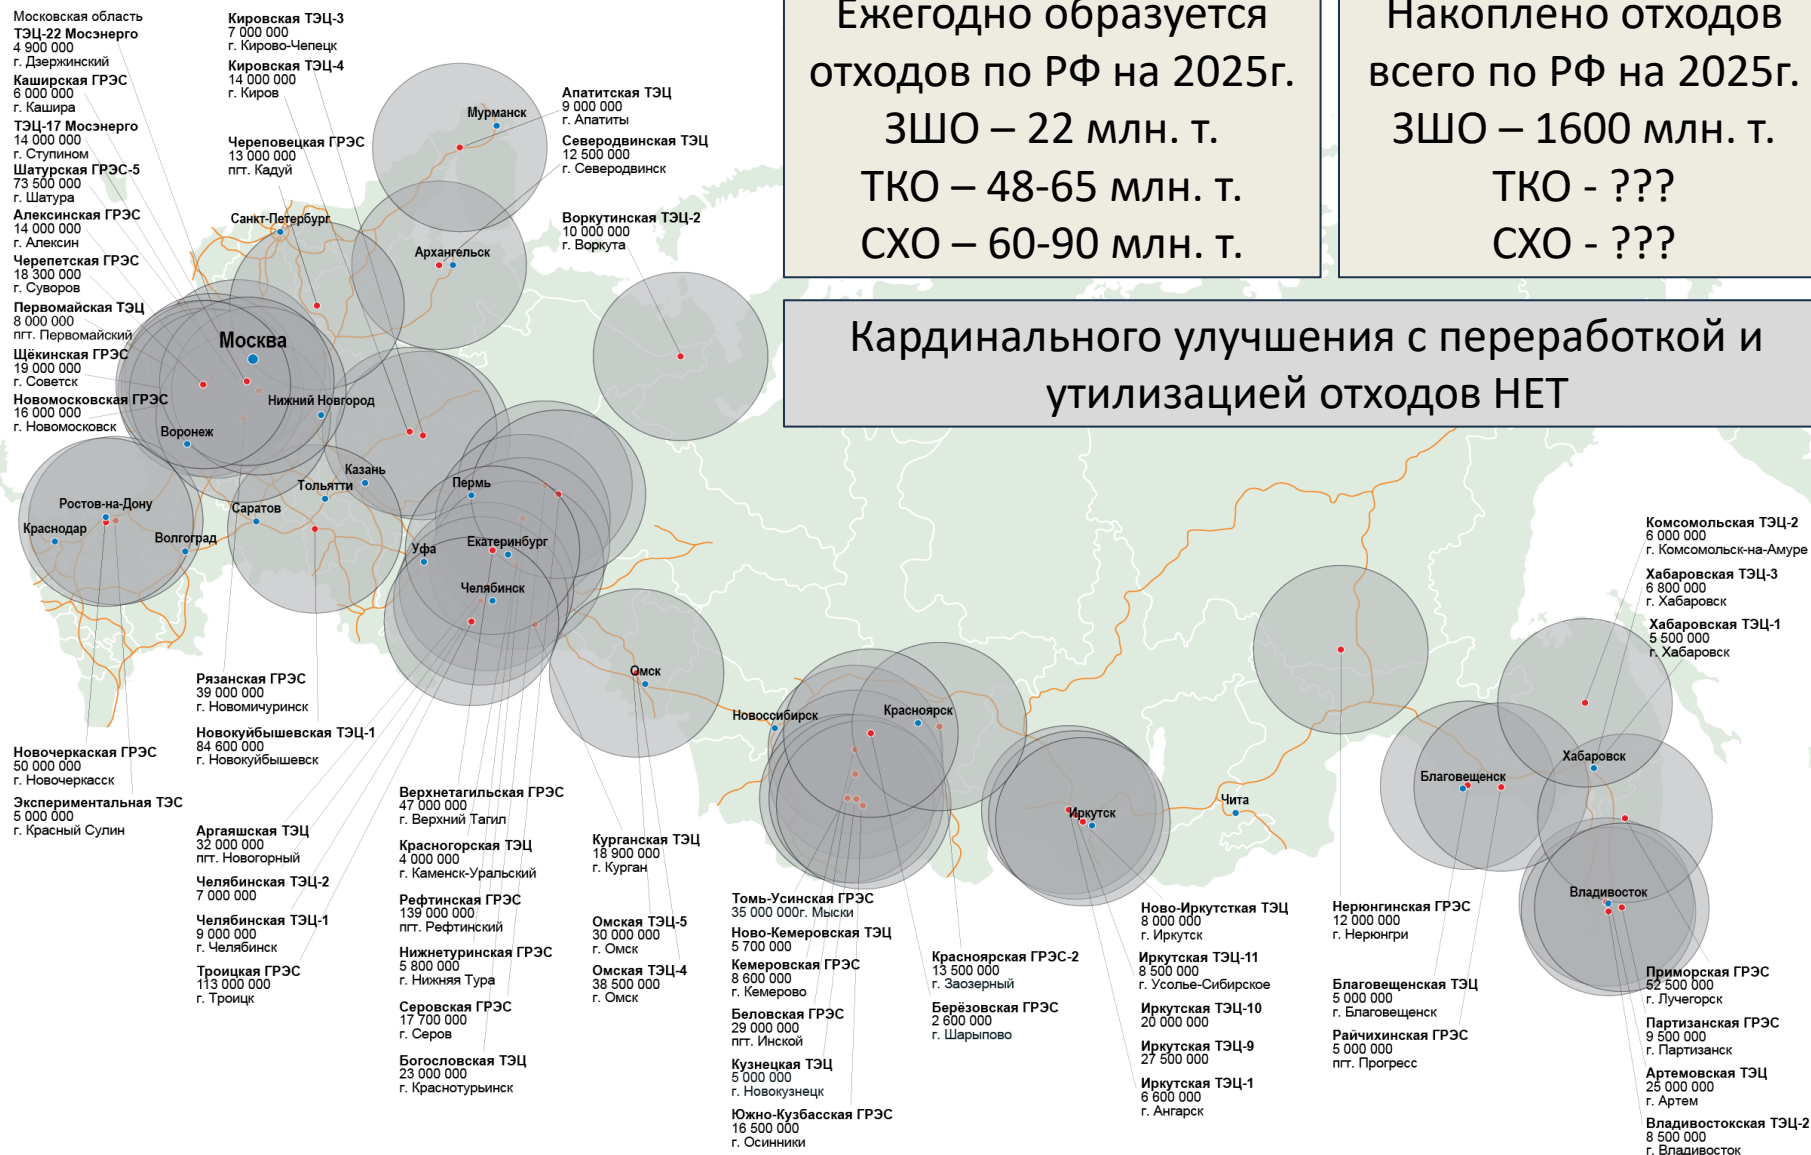 Московская область
ТЭЦ-22 Мосэнерго
4 900 000
г. Дзержинский
Каширская ГРЭС
6 000 000
г. Кашира
ТЭЦ-17 Мосэнерго
14 000 000
г. Ступином
Шатурская ГРЭС-5
73 500 000
г. Шатура
Алексинская ГРЭС
14 000 000
г. Алексин
Черепетская ГРЭС
18 300 000
г. Суворов
Первомайская ТЭЦ
8 000 000
пгт. Первомайский
Щёкинская ГРЭС
19 000 000
г. Советск
Новомосковская ГРЭС
16 000 000
г. Новомосковск
Кировская ТЭЦ-3
7 000 000
г. Кирово-Чепецк
Кировская ТЭЦ-4
14 000 000
г. Киров
Череповецкая ГРЭС
13 000 000
пгт. Кадуй
Апатитская ТЭЦ
9 000 000
г. Апатиты
Северодвинская ТЭЦ
12 500 000
г. Северодвинск
Воркутинская ТЭЦ-2
10 000 000
г. Воркута
Ежегодно образуется
отходов по РФ на 2025г.
ЗШО – 22 млн. т.
ТКО – 48-65 млн. т.
СХО – 60-90 млн. т.
Накоплено отходов
всего по РФ на 2025г.
ЗШО – 1600 млн. т.
ТКО - ???
СХО - ???
Кардинального улучшения с переработкой и
утилизацией отходов НЕТ
Мурманск
Санкт-Петербург
Архангельск
Москва
Нижний Новгород
Воронеж
Казань
Тольятти
Пермь
Ростов-на-Дону
Саратов
Краснодар
Волгоград
Уфа
Екатеринбург
Челябинск
Омск
Новоссибирск
Красноярск
Иркутск
Чита
Благовещенск
Хабаровск
Владивосток
Комсомольская ТЭЦ-2
6 000 000
г. Комсомольск-на-Амуре
Хабаровская ТЭЦ-3
6 800 000
г. Хабаровск
Хабаровская ТЭЦ-1
5 500 000
г. Хабаровск
Рязанская ГРЭС
39 000 000
г. Новомичуринск
Новокуйбышевская ТЭЦ-1
84 600 000
г. Новокуйбышевск
Новочеркаская ГРЭС
50 000 000
г. Новочеркасск
Экспериментальная ТЭС
5 000 000
г. Красный Сулин
Аргаяшская ТЭЦ
32 000 000
пгт. Новогорный
Челябинская ТЭЦ-2
7 000 000
Челябинская ТЭЦ-1
9 000 000
г. Челябинск
Троицкая ГРЭС
113 000 000
г. Троицк
Верхнетагильская ГРЭС
47 000 000
г. Верхний Тагил
Красногорская ТЭЦ
4 000 000
г. Каменск-Уральский
Рефтинская ГРЭС
139 000 000
пгт. Рефтинский
Нижнетуринская ГРЭС
5 800 000
г. Нижняя Тура
Серовская ГРЭС
17 700 000
г. Серов
Богословская ТЭЦ
23 000 000
г. Краснотурьинск
Курганская ТЭЦ
18 900 000
г. Курган
Омская ТЭЦ-5
30 000 000
г. Омск
Омская ТЭЦ-4
38 500 000
г. Омск
Томь-Усинская ГРЭС
35 000 000г. Мыски
Ново-Кемеровская ТЭЦ
5 700 000
Кемеровская ГРЭС
8 600 000
г. Кемерово
Беловская ГРЭС
29 000 000
пгт. Инской
Кузнецкая ТЭЦ
5 000 000
г. Новокузнецк
Южно-Кузбасская ГРЭС
16 500 000
г. Осинники
Красноярская ГРЭС-2
13 500 000
г. Заозерный
Берёзовская ГРЭС
2 600 000
г. Шарыпово
Ново-Иркутсткая ТЭЦ
8 000 000
г. Иркутск
Иркутская ТЭЦ-11
8 500 000
г. Усолье-Сибирское
Иркутская ТЭЦ-10
20 000 000
Иркутская ТЭЦ-9
27 500 000
Иркутская ТЭЦ-1
6 600 000
г. Ангарск
Нерюнгинская ГРЭС
12 000 000
г. Нерюнгри
Благовещенская ТЭЦ
5 000 000
г. Благовещенск
Райчихинская ГРЭС
5 000 000
пгт. Прогресс
Приморская ГРЭС
52 500 000
г. Лучегорск
Партизанская ГРЭС
9 500 000
г. Партизанск
Артемовская ТЭЦ
25 000 000
г. Артем
Владивостокская ТЭЦ-2
8 500 000
г. Владивосток